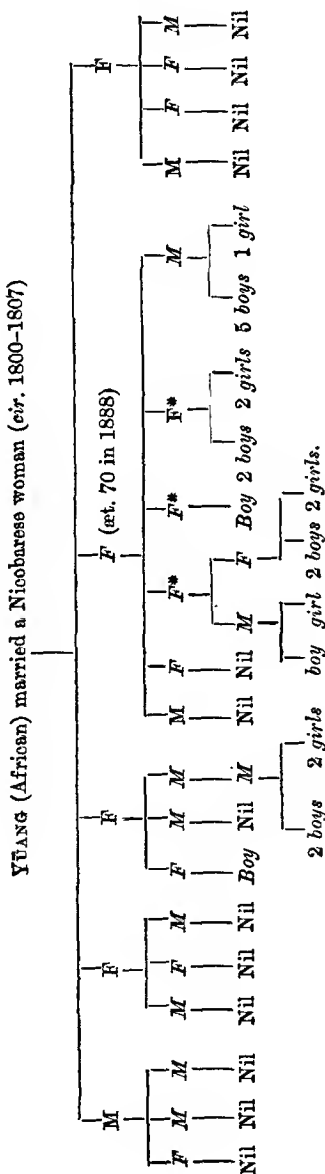 YŪANG (African) married a Nicobarese woman (cir. 1800–1807)
M F F F (æt. 70 in 1888) F
F M M M F M F M M M F F* F* F* M M F F M
Nil Nil Nil Nil Nil Nil Boy Nil M Nil Nil M F Boy 2 boys 2 girls 5 boys 1 girl Nil Nil Nil Nil
2 boys 2 girls boy girl 2 boys 2 girls.